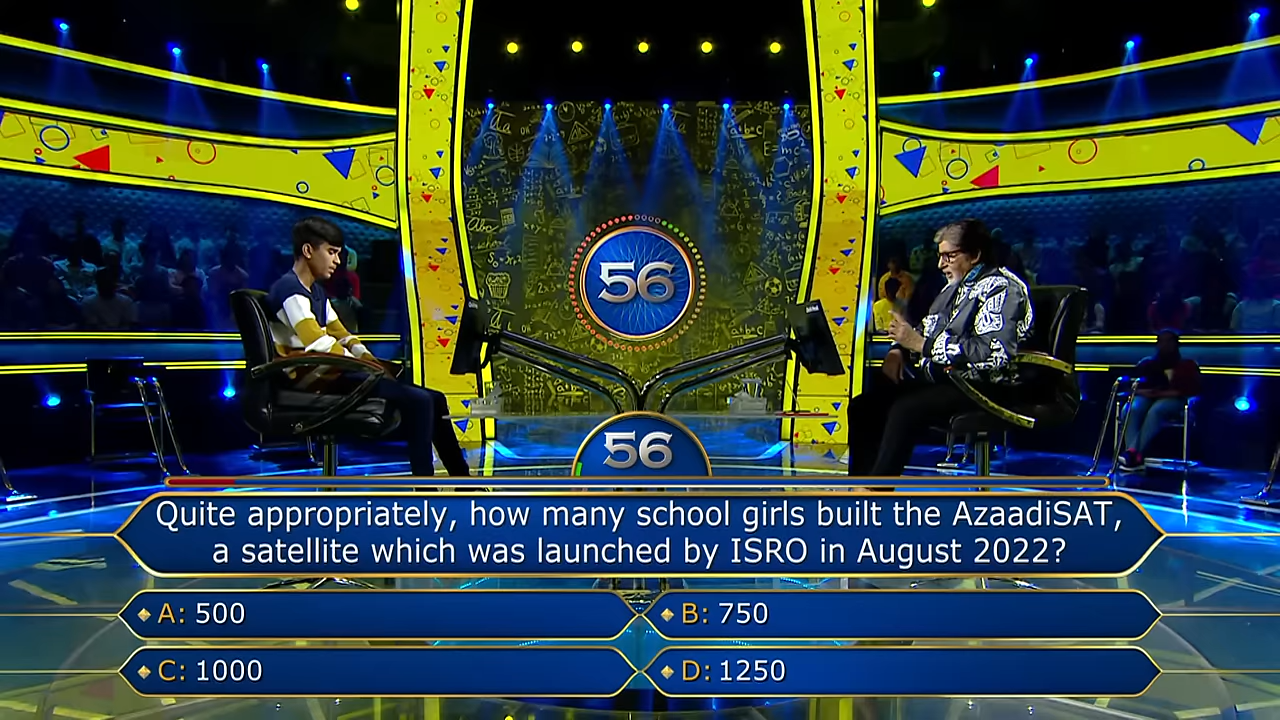 56
56
Quite appropriately, how many school girls built the AzaadiSAT,
a satellite which was launched by ISRO in August 2022?
A: 500
B: 750
C: 1000
D: 1250